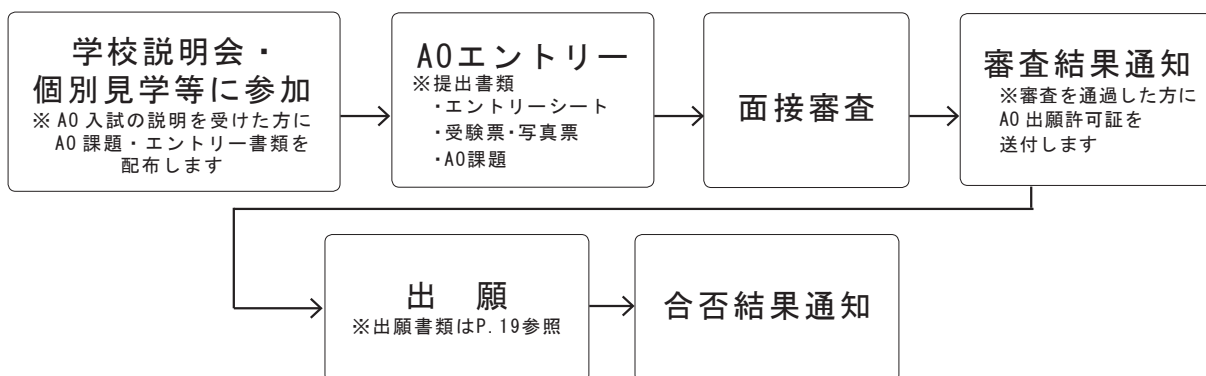 学校説明会・
個別見学等に参加
※AO入試の説明を受けた方に
AO課題・エントリー書類を
配布します
AOエントリー
※提出書類
・エントリーシート
・受験票・写真票
・AO課題
面接審査
審査結果通知
※審査を通過した方に
AO出願許可証を
送付します
出　願
※出願書類はP.19参照
合否結果通知